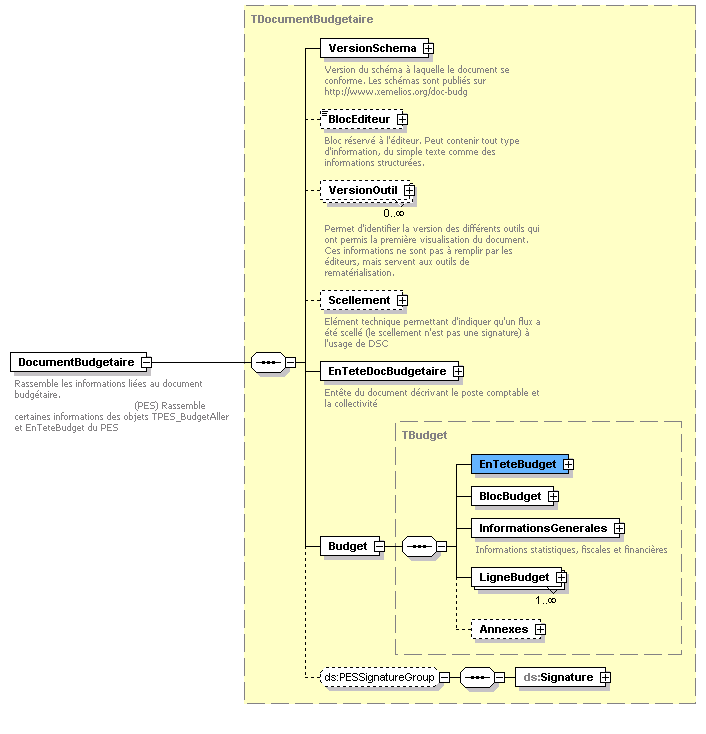 TDocumentBudgetaire
VersionSchema
Version du schéma à laquelle le document se
conforme. Les schémas sont publiés sur
http://www.xemelios.org/doc-budg
BlocEditeur
Bloc réservé à l'éditeur. Peut contenir tout type
d'information, du simple texte comme des
informations structurées.
VersionOutil
0..∞
Permet d'identifier la version des différents outils qui
ont permis la première visualisation du document.
Ces informations ne sont pas à remplir par les
éditeurs, mais servent aux outils de
rematérialisation.
Scellement
Elément technique permettant d'indiquer qu'un flux a
été scellé (le scellement n'est pas une signature) à
l'usage de DSC
DocumentBudgetaire
Rassemble les informations liées au document
budgétaire.
(PES) Rassemble
certaines informations des objets TPES_BudgetAller
et EnTeteBudget du PES
EnTeteDocBudgetaire
Entête du document décrivant le poste comptable et
la collectivité
TBudget
EnTeteBudget
BlocBudget
InformationsGenerales
Informations statistiques, fiscales et financières
Budget
LigneBudget
1..∞
Annexes
ds:PESSignatureGroup
ds:Signature